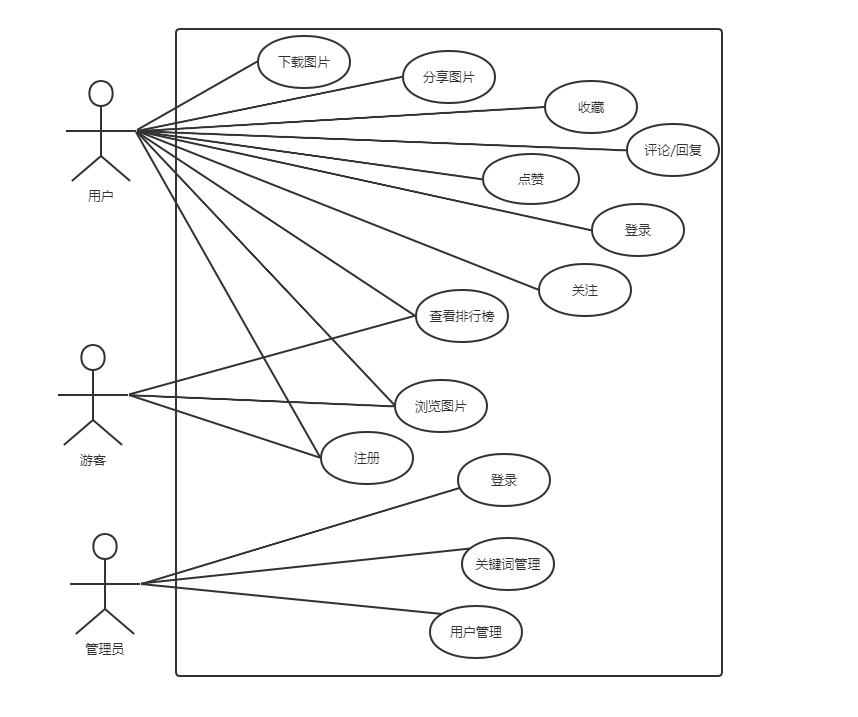 下载图片
分享图片
收藏
评论/回复
点赞
用户
登录
关注
查看排行榜
浏览图片
注册
游客
登录
关键词管理
用户管理
管理员